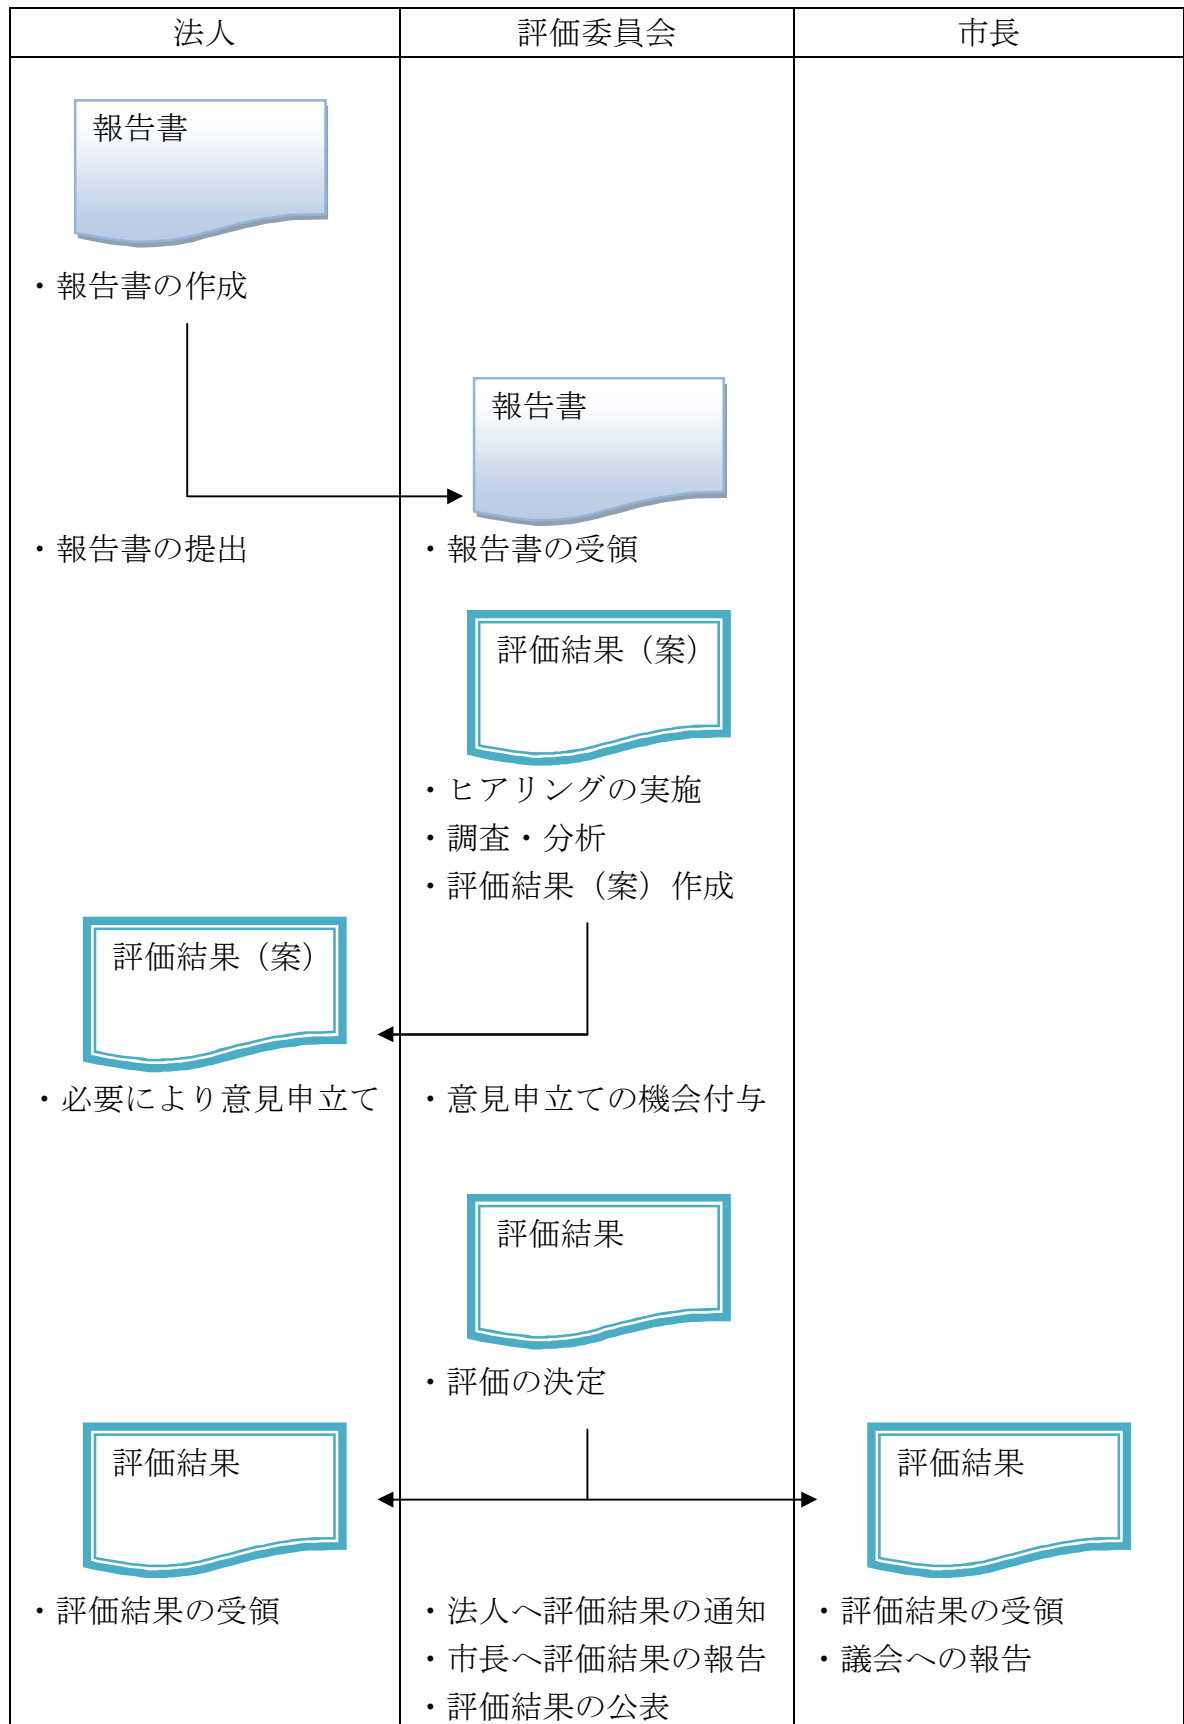 法人
評価委員会
市長
報告書
・報告書の作成
報告書
・報告書の提出
・報告書の受領
評価結果（案）
・ヒアリングの実施
・調査・分析
・評価結果（案）作成
評価結果（案）
・必要により意見申立て
・意見申立ての機会付与
評価結果
・評価の決定
評価結果
評価結果
・評価結果の受領
・法人へ評価結果の通知
・評価結果の受領
・市長へ評価結果の報告
・議会への報告
・評価結果の公表